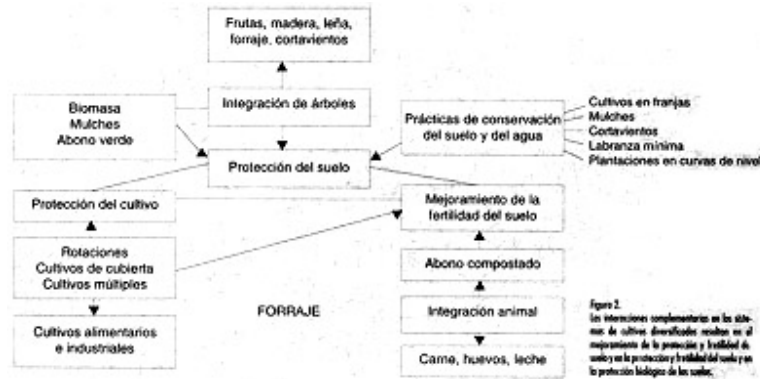 Frutas, madera, leña,
forraje, cortavientos
Integración de árboles
Biomasa
Mulches
Abono verde
Prácticas de conservación
del suelo y del agua
Cultivos en franjas
Mulches
Cortavientos
Labranza mínima
Plantaciones en curvas de nivel
Protección del suelo
Protección del cultivo
Mejoramiento de la
fertilidad del suelo
Rotaciones
Cultivos de cubierta
Cultivos múltiples
Abono compostado
FORRAJE
Integración animal
Cultivos alimentarios
e industriales
Carne, huevos, leche
Figura 2.
Las interacciones complementarias en los siste-
mas de cultivos diversificados resultan en el
mejoramiento de la protección y fertilidad de
suelo y en la protección y fertilidad del suelo y en
la protección biológica de los suelos.